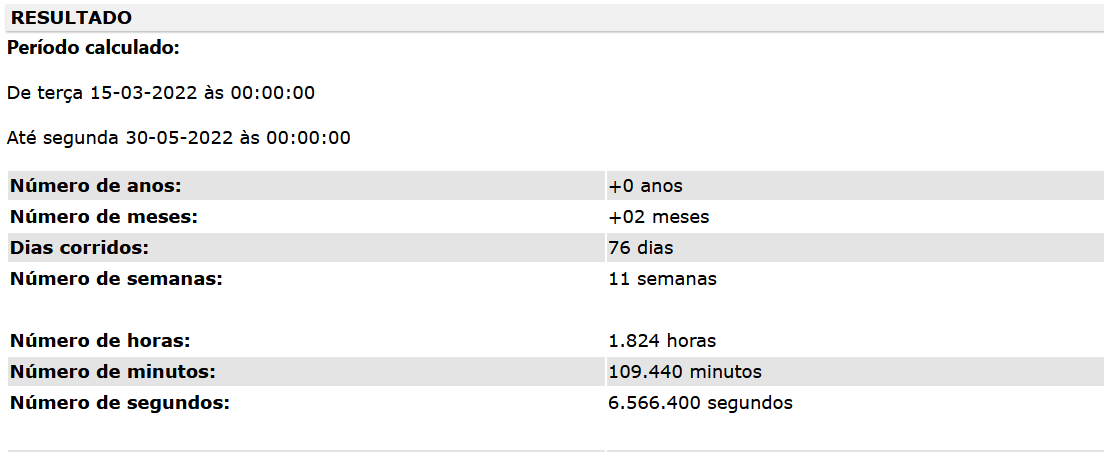 RESULTADO
Período calculado:
De terça 15-03-2022 às 00:00:00
Até segunda 30-05-2022 às 00:00:00
Número de anos: +0 anos
Número de meses: +02 meses
Dias corridos: 76 dias
Número de semanas: 11 semanas
Número de horas: 1.824 horas
Número de minutos: 109.440 minutos
Número de segundos: 6.566.400 segundos